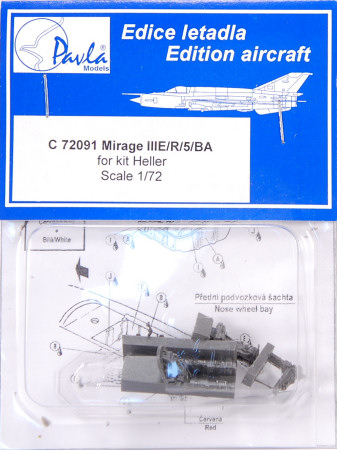 Pavla
Models
Edice letadla
Edition aircraft
C 72091 Mirage IIIE/R/5/BA
for kit Heller
Scale 1/72
+
Bílá/White
Přední podvozková šachta
Nose wheel bay
Červená
Red